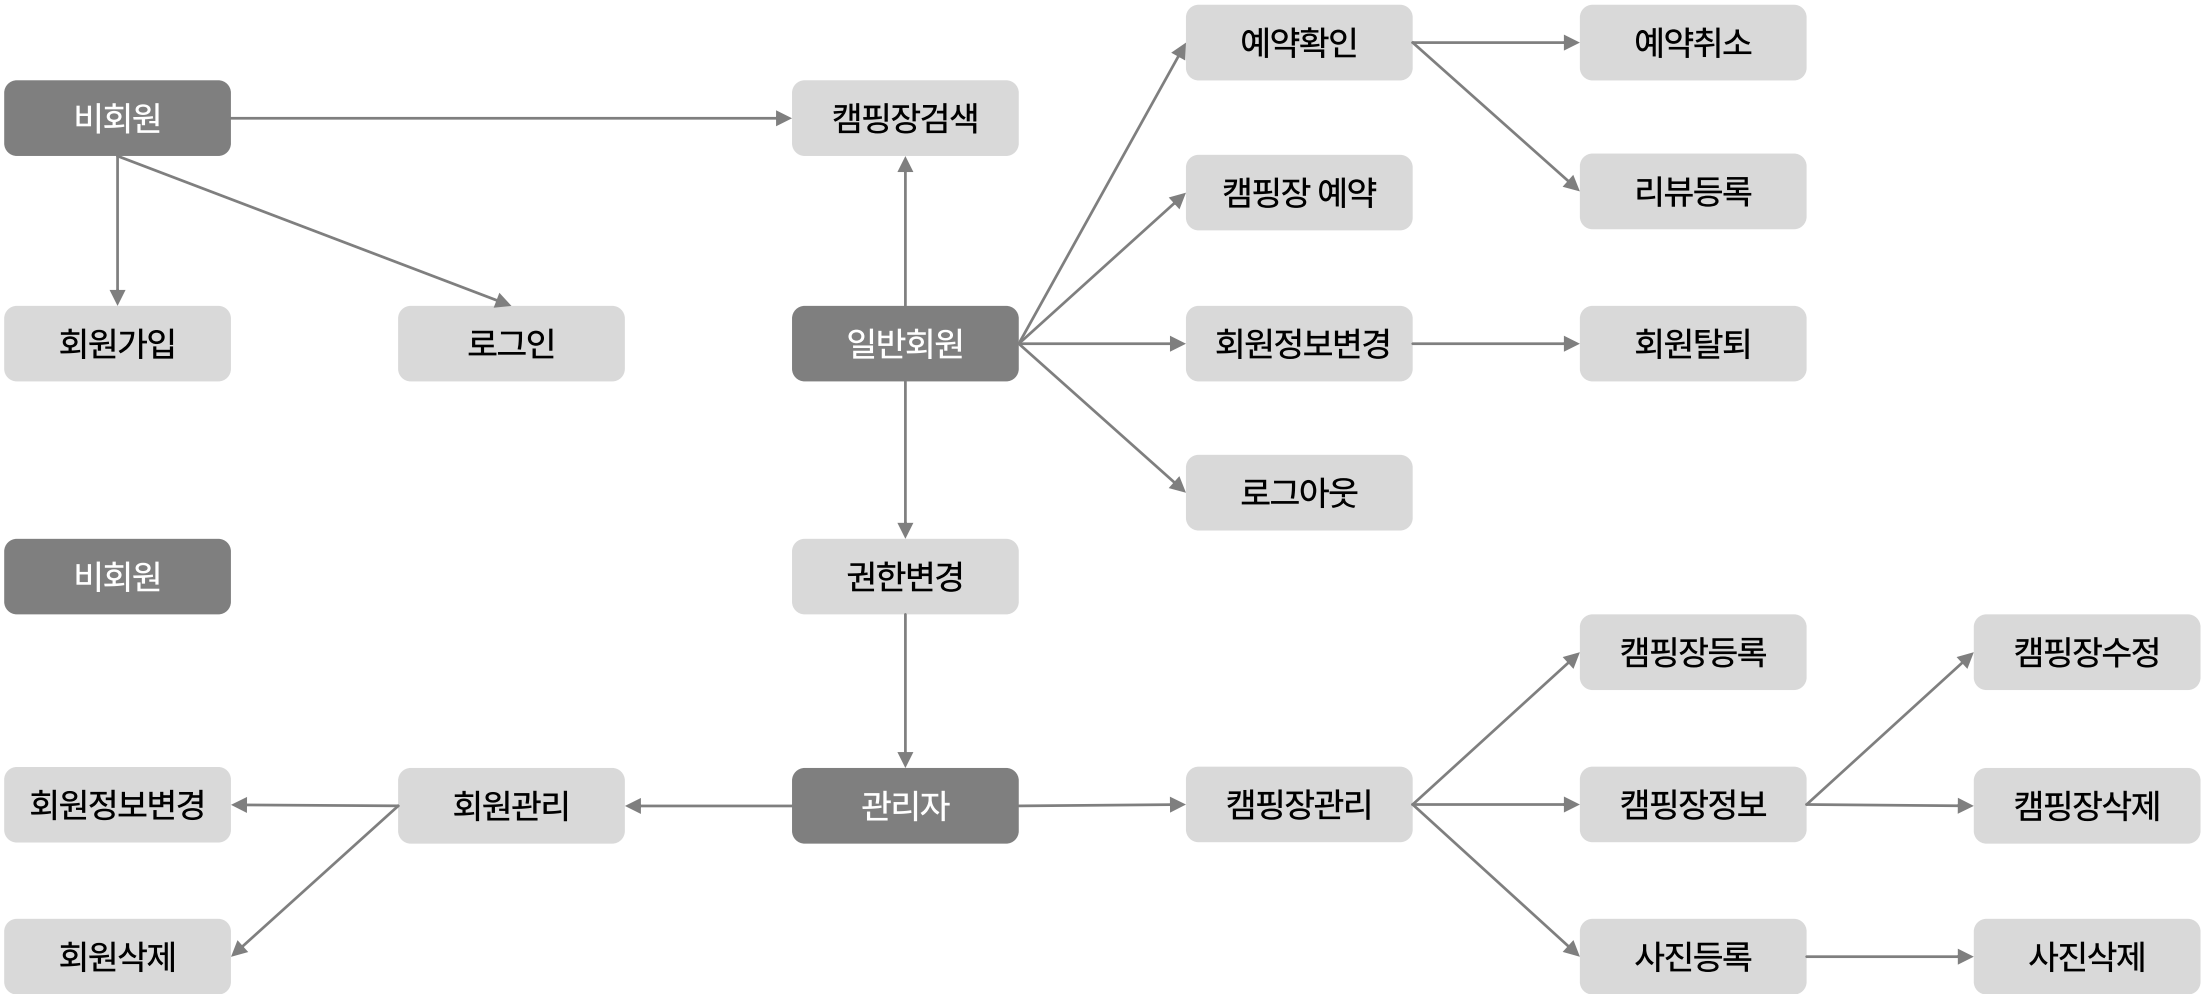 예약확인
예약취소
비회원
캠핑장검색
캠핑장 예약
리뷰등록
회원가입
로그인
일반회원
회원정보변경
회원탈퇴
로그아웃
비회원
권한변경
캠핑장등록
캠핑장수정
회원정보변경
회원관리
관리자
캠핑장관리
캠핑장정보
캠핑장삭제
회원삭제
사진등록
사진삭제